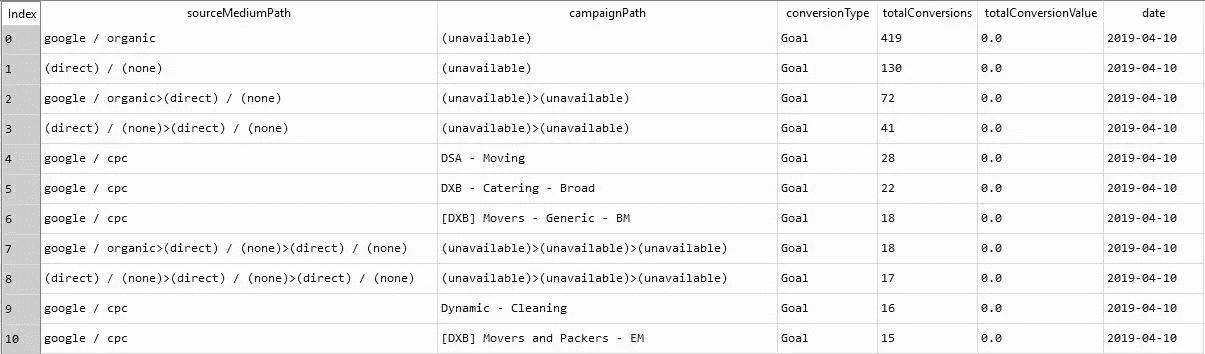 Index sourceMediumPath campaignPath conversionType totalConversions totalConversionValue date
0 google / organic (unavailable) Goal 419 0.0 2019-04-10
1 (direct) / (none) (unavailable) Goal 130 0.0 2019-04-10
2 google / organic>(direct) / (none) (unavailable)>(unavailable) Goal 72 0.0 2019-04-10
3 (direct) / (none)>(direct) / (none) (unavailable)>(unavailable) Goal 41 0.0 2019-04-10
4 google / cpc DSA - Moving Goal 28 0.0 2019-04-10
5 google / cpc DXB - Catering - Broad Goal 22 0.0 2019-04-10
6 google / cpc [DXB] Movers - Generic - BM Goal 18 0.0 2019-04-10
7 google / organic>(direct) / (none)>(direct) / (none) (unavailable)>(unavailable)>(unavailable) Goal 18 0.0 2019-04-10
8 (direct) / (none)>(direct) / (none)>(direct) / (none) (unavailable)>(unavailable)>(unavailable) Goal 17 0.0 2019-04-10
9 google / cpc Dynamic - Cleaning Goal 16 0.0 2019-04-10
10 google / cpc [DXB] Movers and Packers - EM Goal 15 0.0 2019-04-10